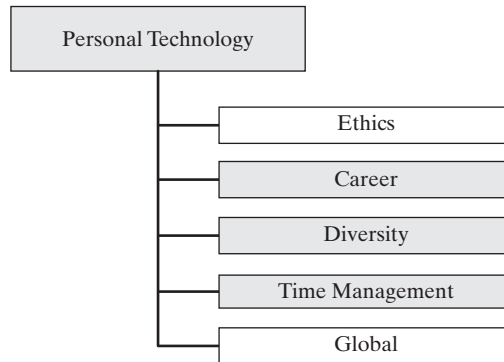 Personal Technology
Ethics
Career
Diversity
Time Management
Global